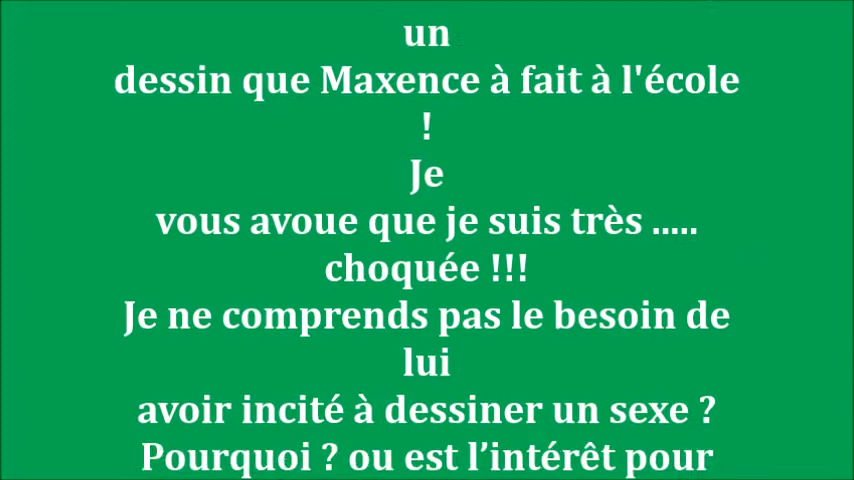 un
dessin que Maxence à fait à l'école
!
Je
vous avoue que je suis très .....
choquée !!!
Je ne comprends pas le besoin de
lui
avoir incité à dessiner un sexe ?
Pourquoi ? ou est l’intérêt pour